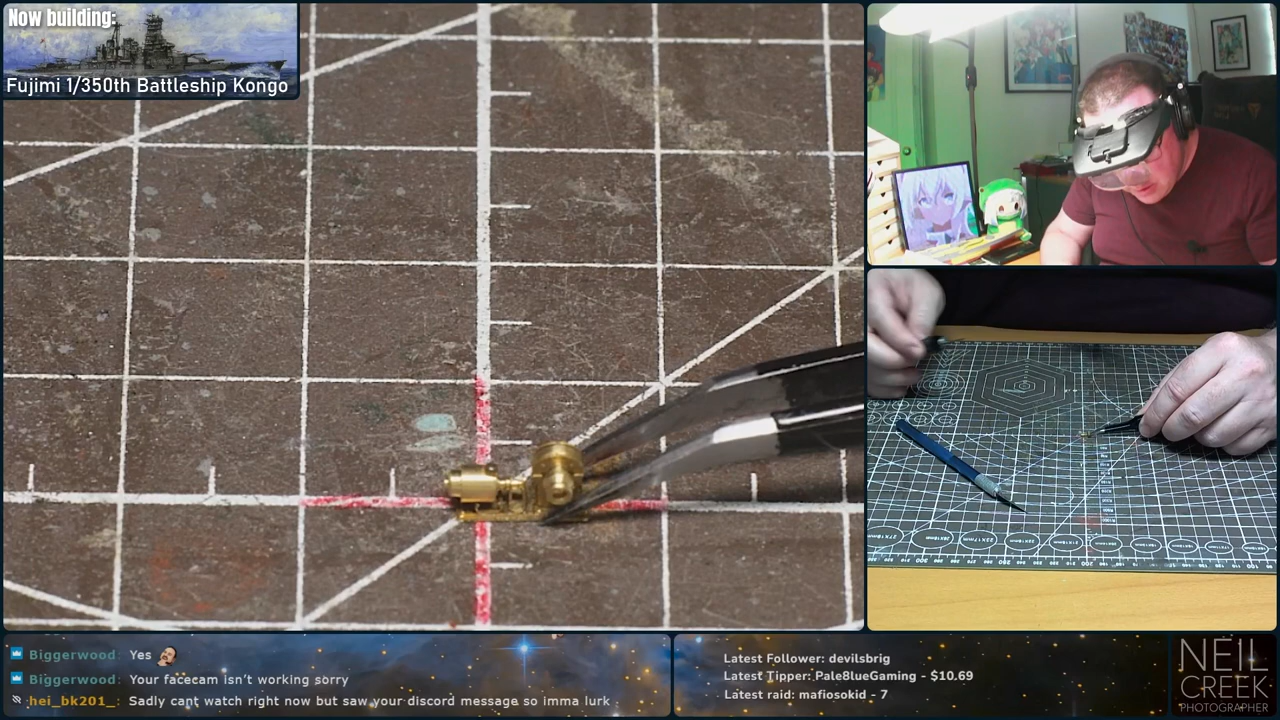 Now building:
Fujimi 1/350th Battleship Kongo
Biggerwood: Yes
Biggerwood: Your facecam isn't working sorry
hei_bk201_: Sadly cant watch right now but saw your discord message so imma lurk
Latest Follower: devilsbrig
Latest Tipper: Pale8lueGaming - $10.69
Latest raid: mafiosokid - 7
NEIL
CREEK
PHOTOGRAPHER